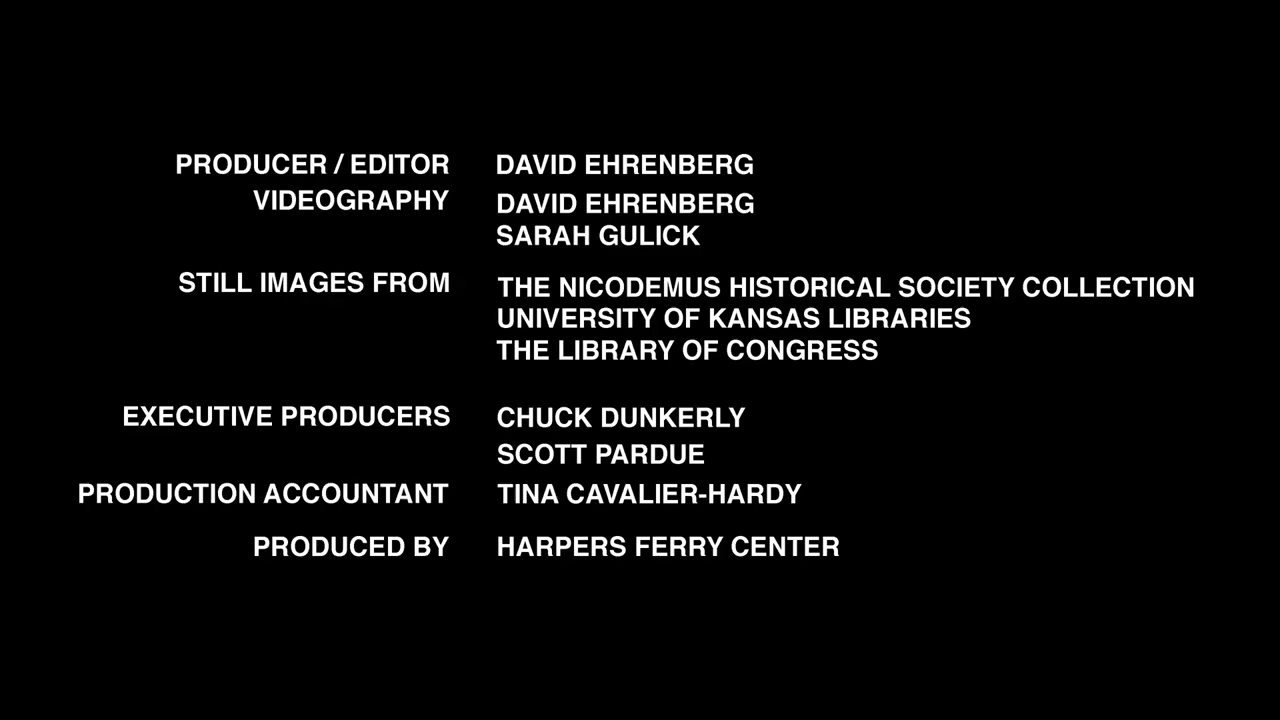 PRODUCER / EDITOR DAVID EHRENBERG
VIDEOGRAPHY DAVID EHRENBERG
SARAH GULICK
STILL IMAGES FROM THE NICODEMUS HISTORICAL SOCIETY COLLECTION
UNIVERSITY OF KANSAS LIBRARIES
THE LIBRARY OF CONGRESS
EXECUTIVE PRODUCERS CHUCK DUNKERLY
SCOTT PARDUE
PRODUCTION ACCOUNTANT TINA CAVALIER-HARDY
PRODUCED BY HARPERS FERRY CENTER